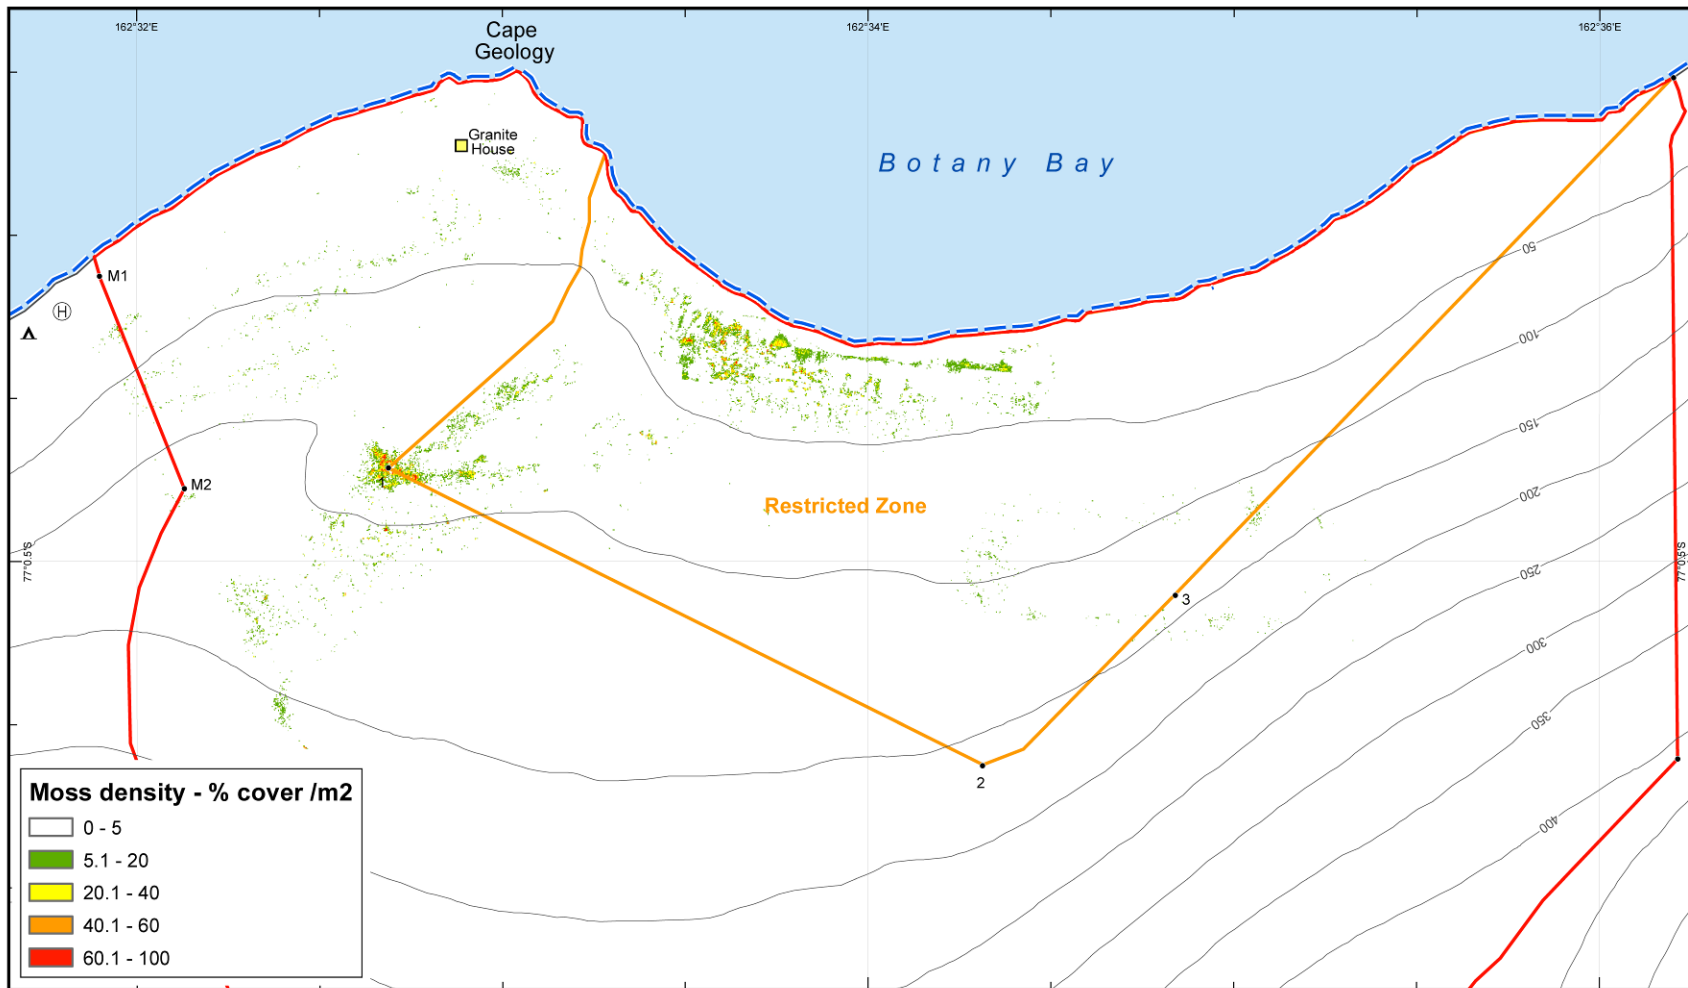 162°32'E
162°34'E
162°36'E
Cape
Geology
Granite
House
Botany Bay
M1
H
50
100
150
1
M2
Restricted Zone
200
77°0.5'S
77°0.5'S
250
3
300
350
2
400
Moss density - % cover /m2
0 - 5
5.1 - 20
20.1 - 40
40.1 - 60
60.1 - 100